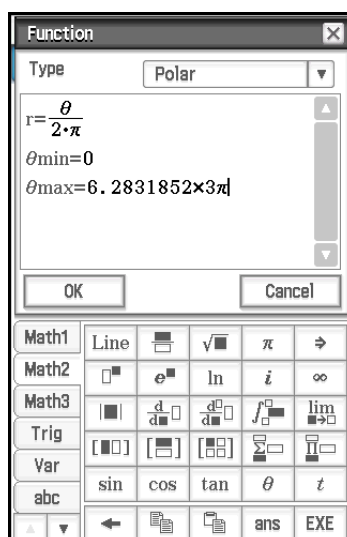 Function
Type Polar
r=θ/2·π
θmin=0
θmax=6.2831852×3π
OK Cancel
Math1 Line √■ π ⇒
Math2 □■ e■ ln i ∞
Math3 |■| d/d■□ d□/d■□ ∫□■ lim ■→□
Trig [■□] Σ□ Π□
Var sin cos tan θ t
abc
▲ ▼ ← ans EXE